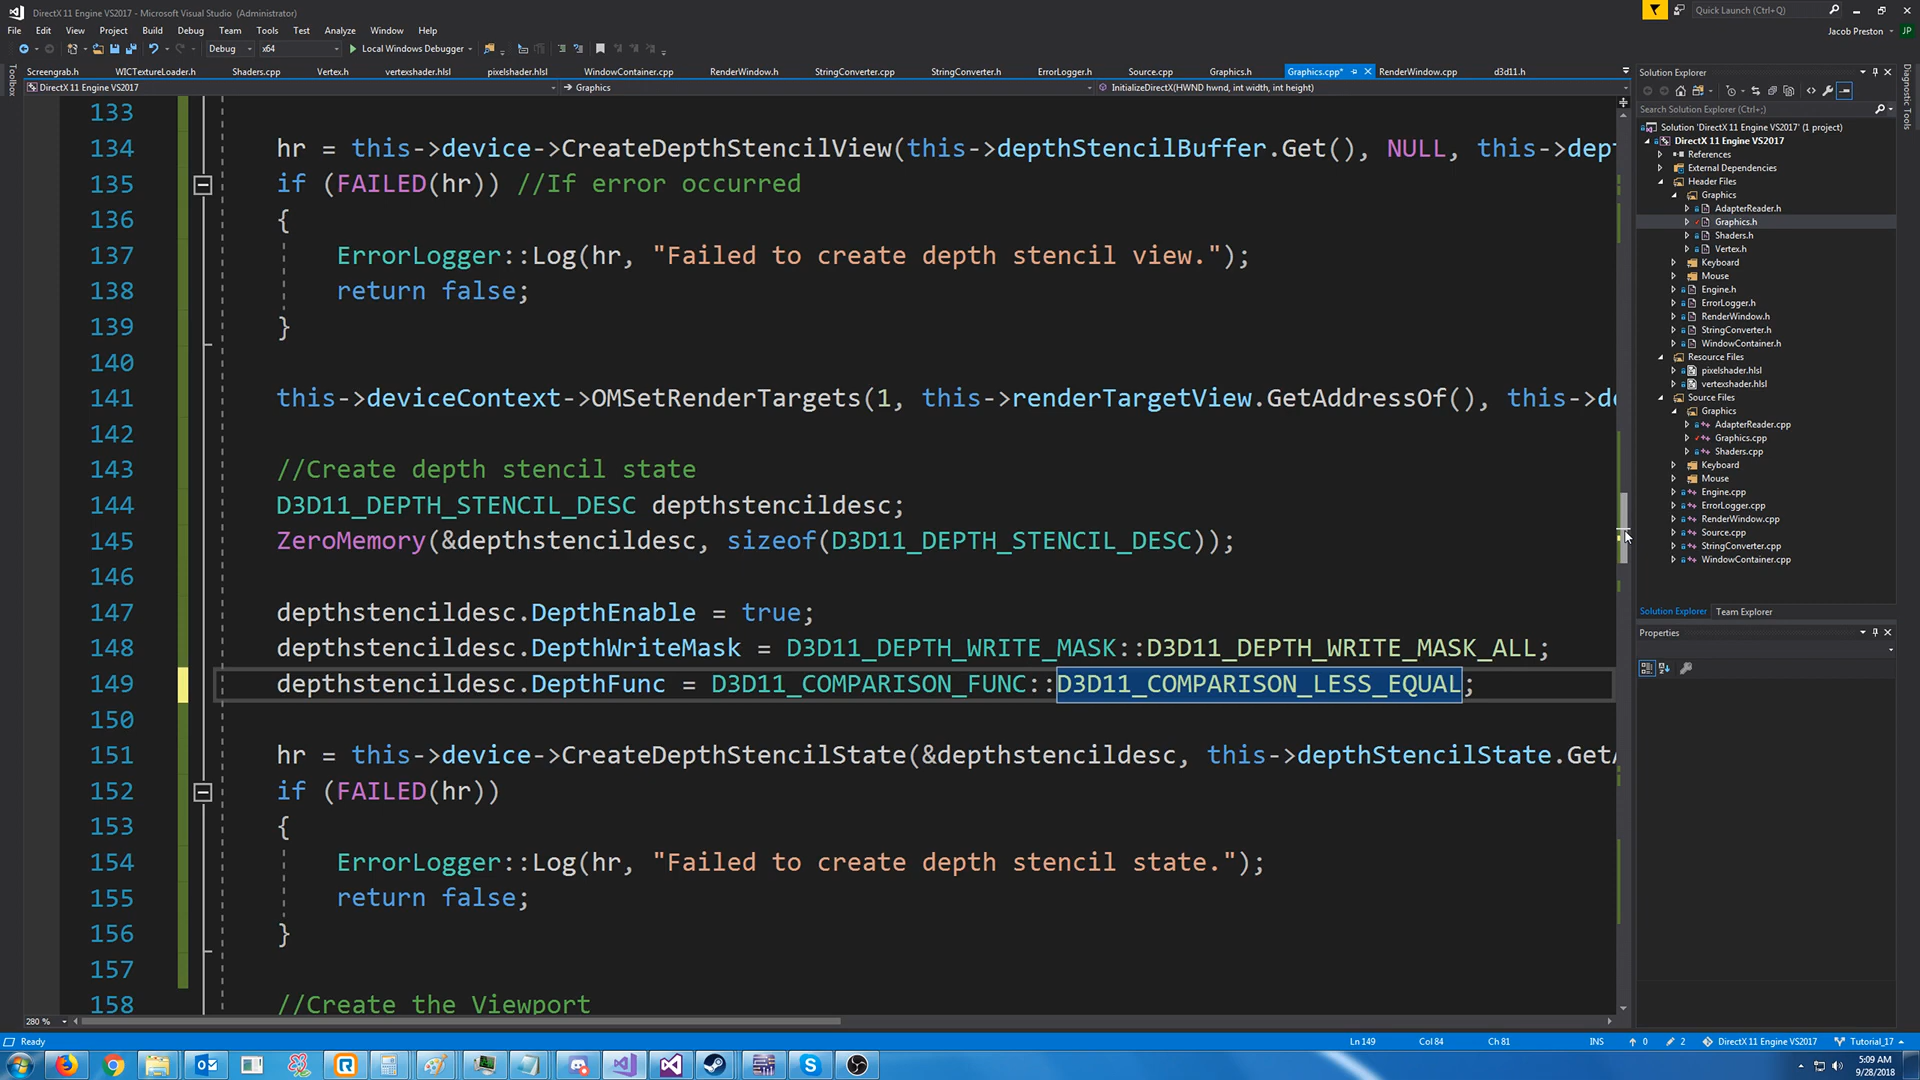 DirectX 11 Engine VS2017 - Microsoft Visual Studio (Administrator)
Quick Launch (Ctrl+Q)
File Edit View Project Build Debug Team Tools Test Analyze Window Help
Jacob Preston JP
Debug x64 Local Windows Debugger
Toolbox
Screengrab.h WICTextureLoader.h Shaders.cpp Vertex.h vertexshader.hlsl pixelshader.hlsl WindowContainer.cpp RenderWindow.h StringConverter.cpp StringConverter.h ErrorLogger.h Source.cpp Graphics.h Graphics.cpp* RenderWindow.cpp d3d11.h
DirectX 11 Engine VS2017 Graphics InitializeDirectX(HWND hwnd, int width, int height)
133
134 hr = this->device->CreateDepthStencilView(this->depthStencilBuffer.Get(), NULL, this->dep
135 if (FAILED(hr)) //If error occurred
136 {
137 ErrorLogger::Log(hr, "Failed to create depth stencil view.");
138 return false;
139 }
140
141 this->deviceContext->OMSetRenderTargets(1, this->renderTargetView.GetAddressOf(), this->de
142
143 //Create depth stencil state
144 D3D11_DEPTH_STENCIL_DESC depthstencildesc;
145 ZeroMemory(&depthstencildesc, sizeof(D3D11_DEPTH_STENCIL_DESC));
146
147 depthstencildesc.DepthEnable = true;
148 depthstencildesc.DepthWriteMask = D3D11_DEPTH_WRITE_MASK::D3D11_DEPTH_WRITE_MASK_ALL;
149 depthstencildesc.DepthFunc = D3D11_COMPARISON_FUNC::D3D11_COMPARISON_LESS_EQUAL;
150
151 hr = this->device->CreateDepthStencilState(&depthstencildesc, this->depthStencilState.GetA
152 if (FAILED(hr))
153 {
154 ErrorLogger::Log(hr, "Failed to create depth stencil state.");
155 return false;
156 }
157
158 //Create the Viewport
280 %
Solution Explorer
Search Solution Explorer (Ctrl+;)
Solution 'DirectX 11 Engine VS2017' (1 project)
DirectX 11 Engine VS2017
References
External Dependencies
Header Files
Graphics
AdapterReader.h
Graphics.h
Shaders.h
Vertex.h
Keyboard
Mouse
Engine.h
ErrorLogger.h
RenderWindow.h
StringConverter.h
WindowContainer.h
Resource Files
pixelshader.hlsl
vertexshader.hlsl
Source Files
Graphics
AdapterReader.cpp
Graphics.cpp
Shaders.cpp
Keyboard
Mouse
Engine.cpp
ErrorLogger.cpp
RenderWindow.cpp
Source.cpp
StringConverter.cpp
WindowContainer.cpp
Solution Explorer Team Explorer
Properties
Diagnostic Tools
Ready Ln 149 Col 84 Ch 81 INS 0 2 DirectX 11 Engine VS2017 Tutorial_17
5:09 AM
9/28/2018